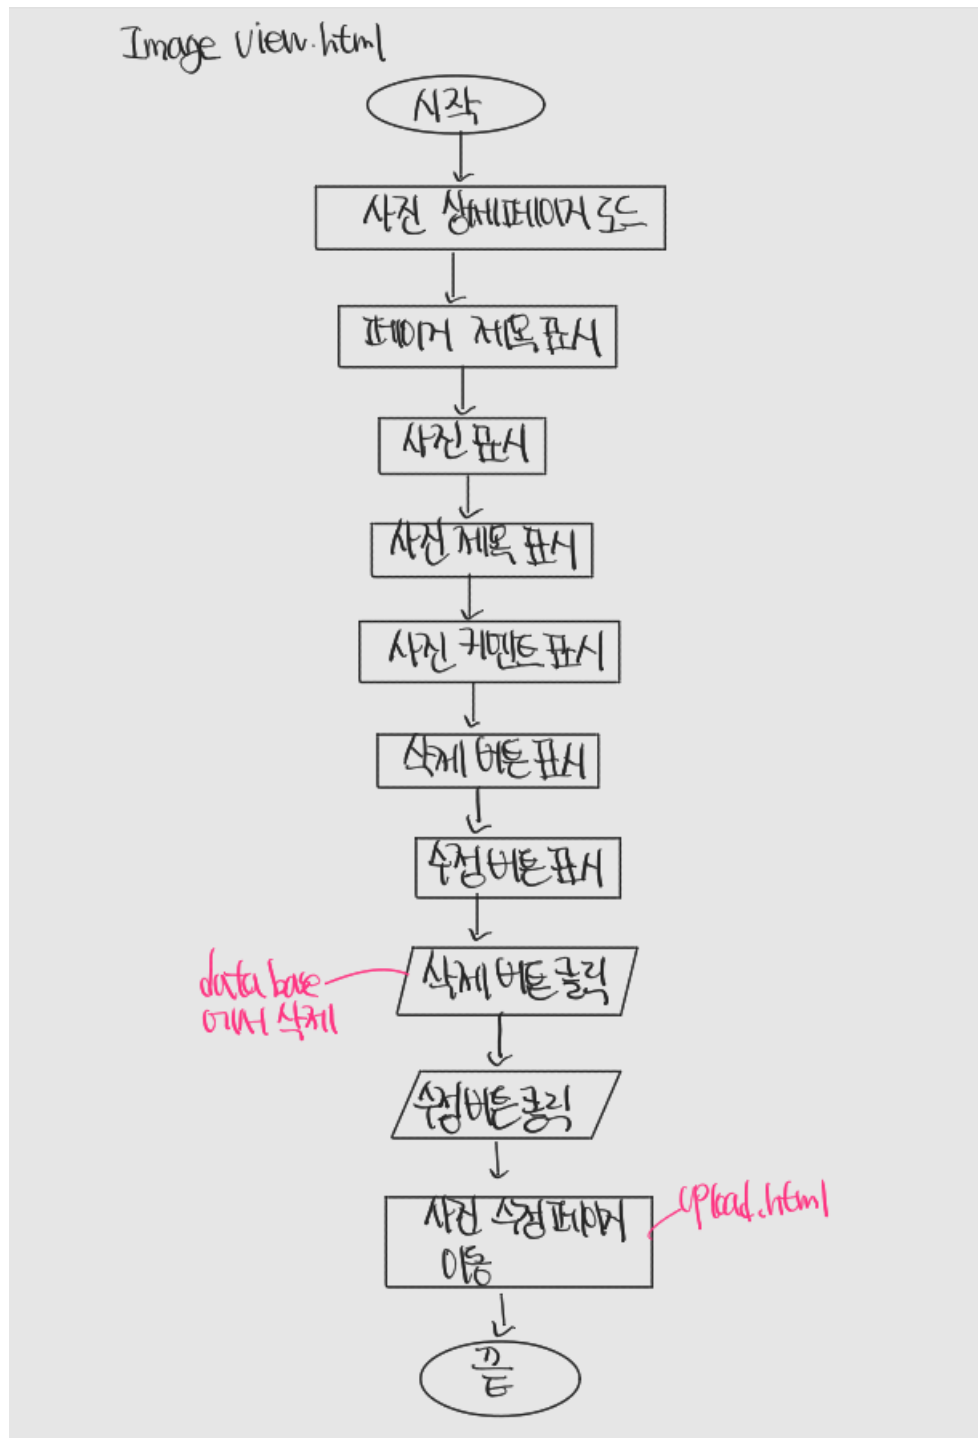 Image view.html
시작
사진 상세페이지 로드
페이지 제목 표시
사진 표시
사진 제목 표시
사진 커멘트 표시
삭제 버튼 표시
수정 버튼 표시
삭제 버튼 클릭
database
에서 삭제
수정 버튼 클릭
사진 수정 페이지
이동
upload.html
끝